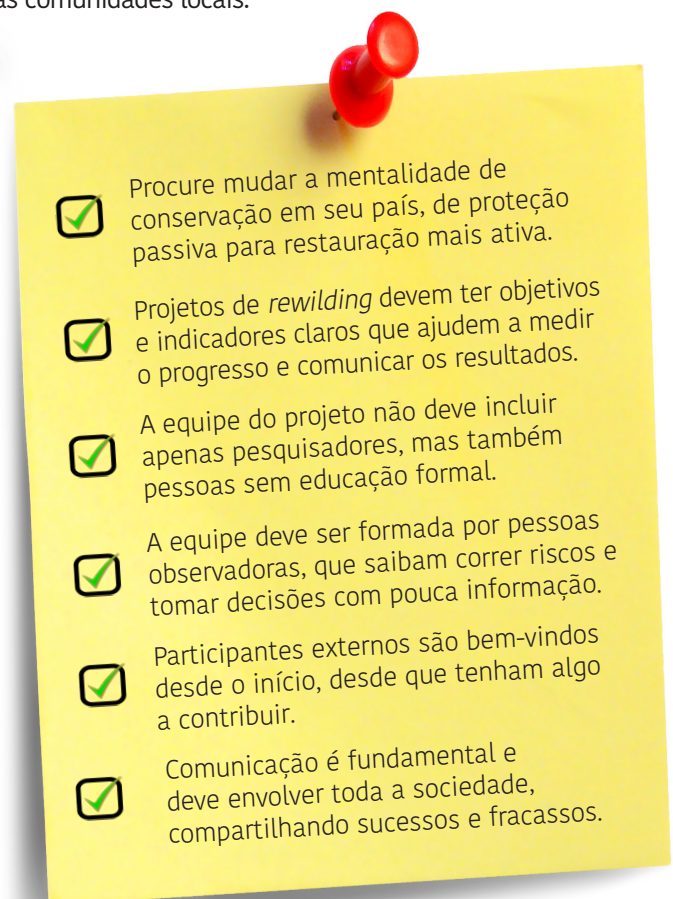 as comunidades locais.
Procure mudar a mentalidade de
conservação em seu país, de proteção
passiva para restauração mais ativa.
Projetos de rewilding devem ter objetivos
e indicadores claros que ajudem a medir
o progresso e comunicar os resultados.
A equipe do projeto não deve incluir
apenas pesquisadores, mas também
pessoas sem educação formal.
A equipe deve ser formada por pessoas
observadoras, que saibam correr riscos e
tomar decisões com pouca informação.
Participantes externos são bem-vindos
desde o início, desde que tenham algo
a contribuir.
Comunicação é fundamental e
deve envolver toda a sociedade,
compartilhando sucessos e fracassos.